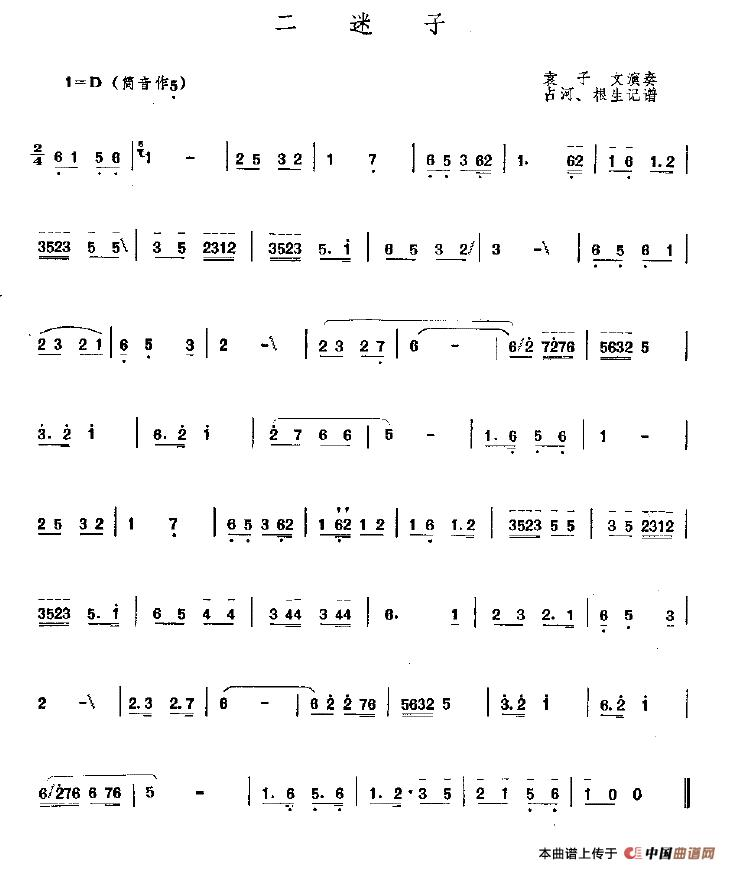 二 迷 子
1=D（筒音作5）
袁 子 文演奏
占河、根生记谱
2/4 6 1 5 6 | 5 1 - | 2 5 3 2 | 1 7 | 6 5 3 62 | 1. 62 | 1 6 1.2
3523 5 5 | 3 5 2312 | 3523 5. i | 6 5 3 2 | 3 - | 6 5 6 1 |
2 3 2 1 | 6 5 3 | 2 - | 2 3 2 7 | 6 - | 6 2 7276 | 5632 5 |
3. 2 i | 6. 2 i | 2 7 6 6 | 5 - | 1. 6 5 6 | 1 - |
2 5 3 2 | 1 7 | 6 5 3 62 | 1 62 1 2 | 1 6 1.2 | 3523 5 5 | 3 5 2312 |
3523 5. i | 6 5 4 4 | 3 44 3 44 | 6. 1 | 2 3 2. 1 | 6 5 3 |
2 - | 2.3 2.7 | 6 - | 6 2 2 76 | 5632 5 | 3. 2 i | 6. 2 i |
6 276 6 76 | 5 - | 1. 6 5. 6 | 1. 2 · 3 5 | 2 i 5 6 | i 0 0 ‖
本曲谱上传于 中国曲谱网